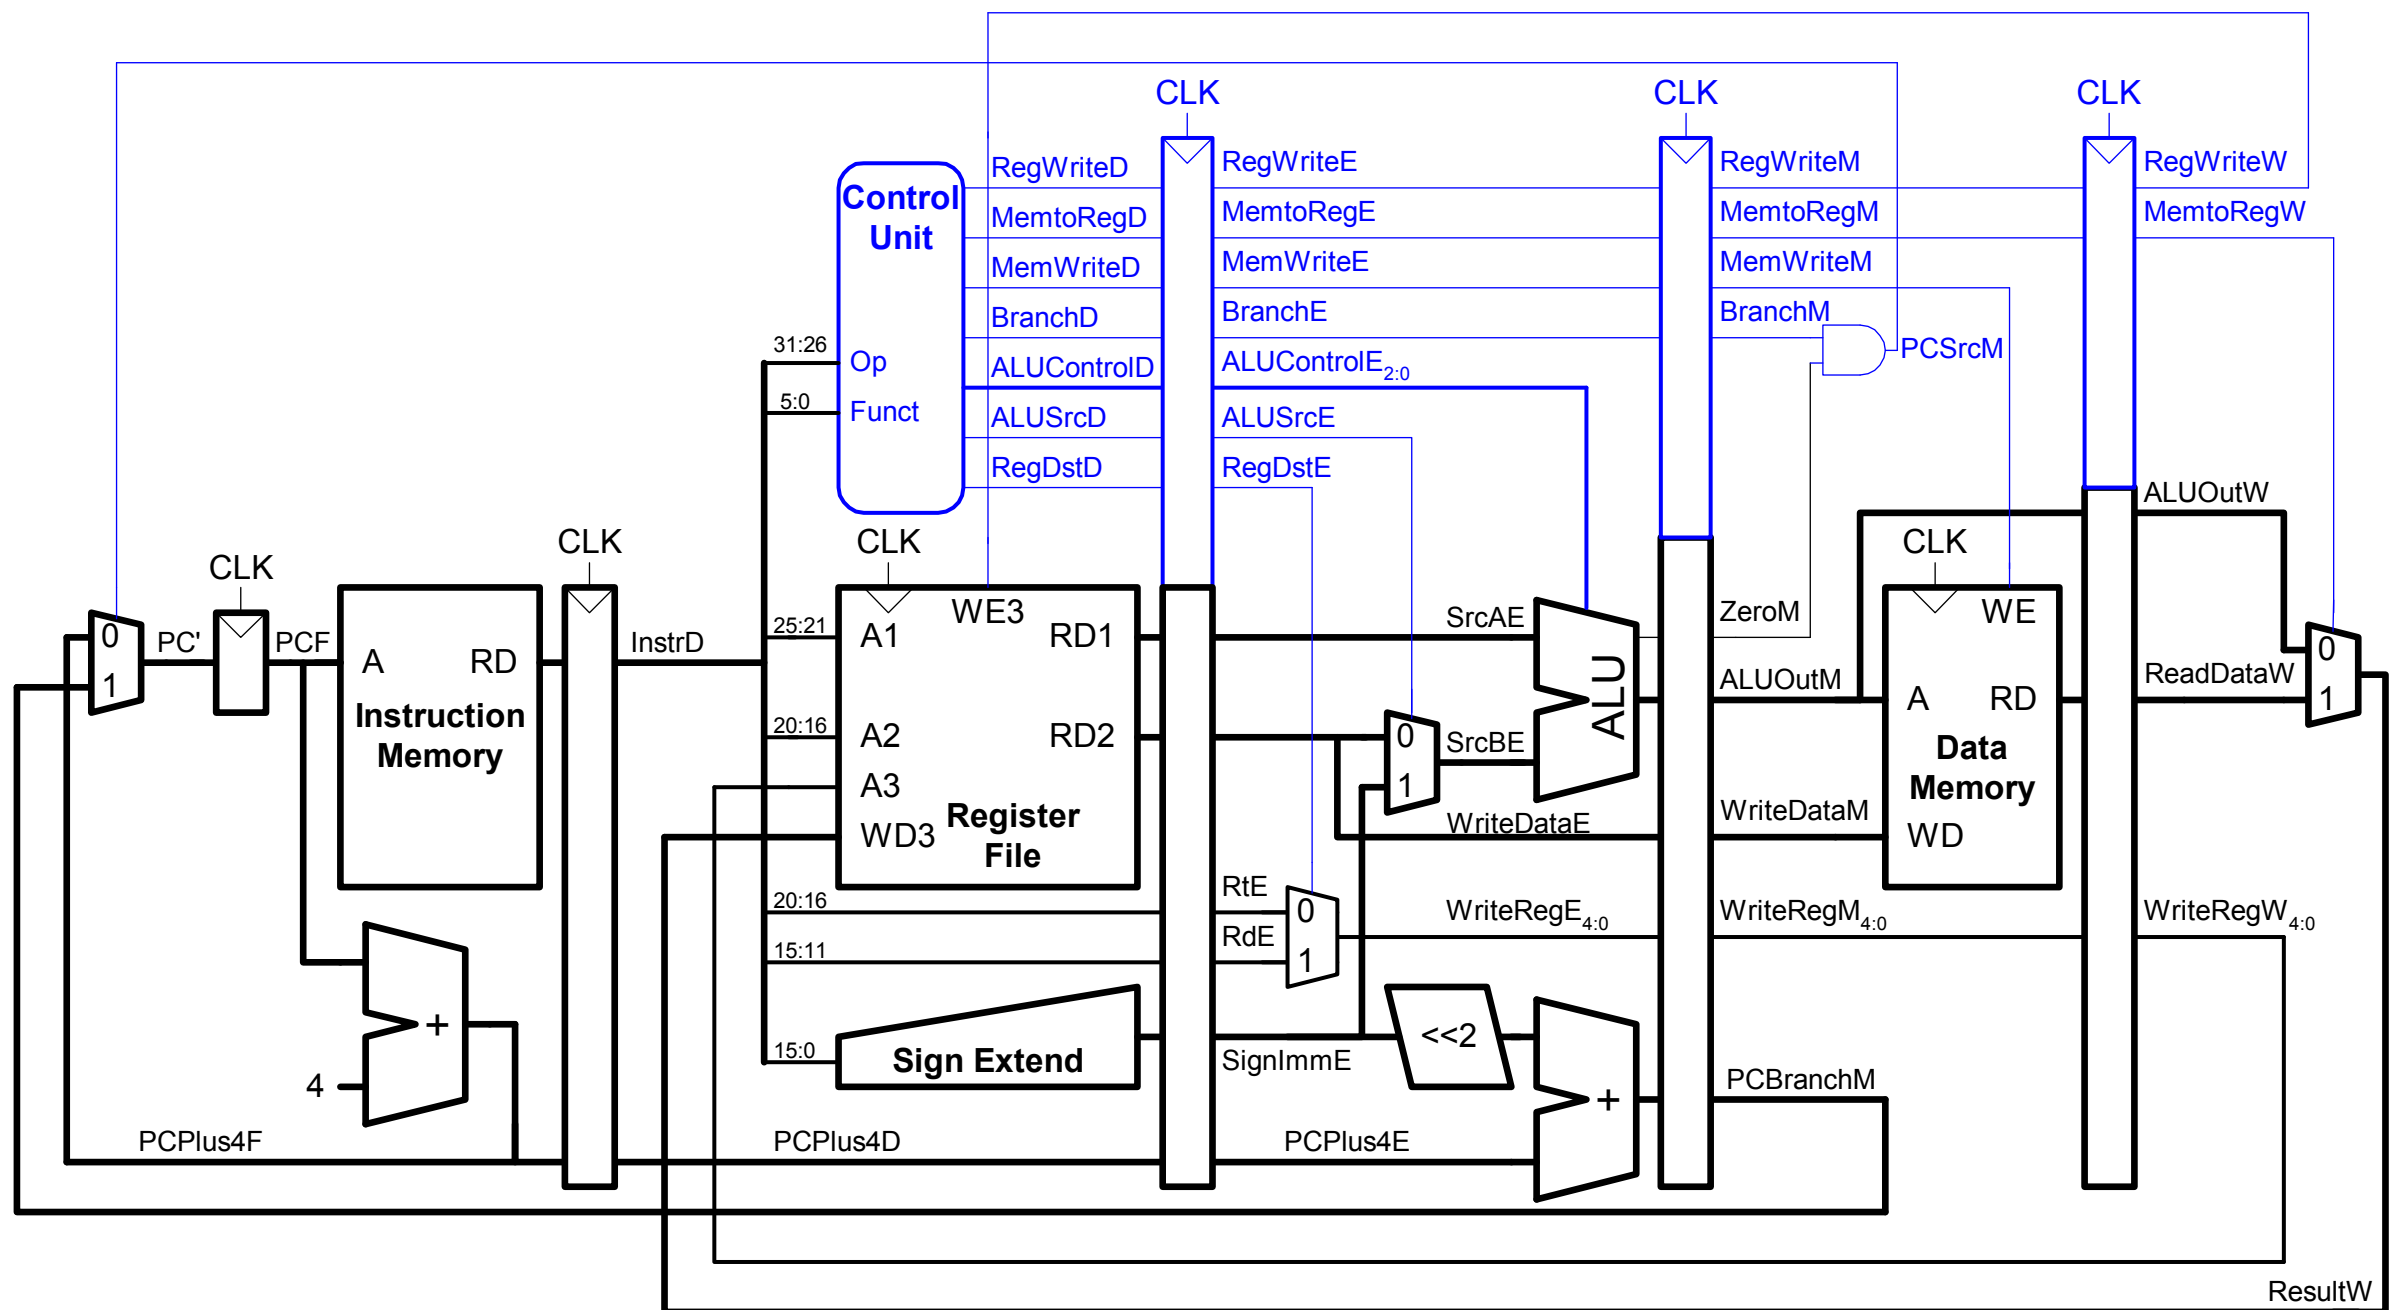 CLK CLK CLK
RegWriteD RegWriteE RegWriteM RegWriteW
Control Unit
MemtoRegD MemtoRegE MemtoRegM MemtoRegW
MemWriteD MemWriteE MemWriteM
BranchD BranchE BranchM
31:26 Op ALUControlD ALUControlE2:0 PCSrcM
5:0 Funct ALUSrcD ALUSrcE
RegDstD RegDstE
ALUOutW
CLK CLK CLK CLK
WE3 SrcAE ZeroM WE
0 PC' PCF A RD InstrD 25:21 A1 RD1 0
1 Instruction Memory ALU ALUOutM A RD ReadDataW 1
20:16 A2 RD2 0 SrcBE Data Memory
A3 1
WD3 Register File WriteDataE WriteDataM WD
20:16 RtE 0 WriteRegE4:0 WriteRegM4:0 WriteRegW4:0
15:11 RdE 1
+ <<2
15:0 Sign Extend SignImmE
4 + PCBranchM
PCPlus4F PCPlus4D PCPlus4E
ResultW